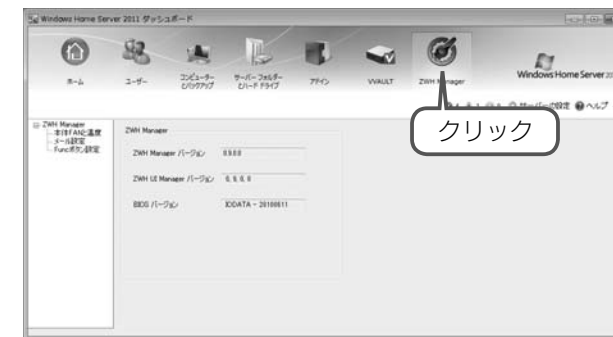 Windows Home Server 2011 ダッシュボード
ホーム
ユーザー
コンピューター
とバックアップ
サーバー フォルダー
とハード ドライブ
アドイン
VVAULT
ZWH Manager
Windows Home Server 2011
サーバーの設定 ヘルプ
クリック
ZWH Manager
本体FANと温度
メール設定
Funcボタン設定
ZWH Manager
ZWH Manager バージョン
ZWH LE Manager バージョン
BIOS バージョン IODATA - 20100611